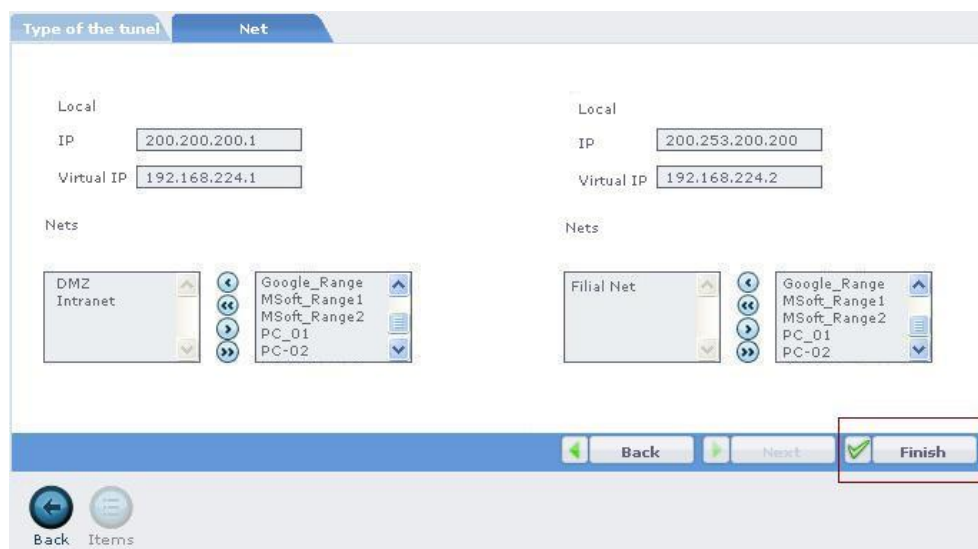 Type of the tunel
Net
Local
IP 200.200.200.1
Virtual IP 192.168.224.1
Nets
DMZ
Intranet
Google_Range
MSoft_Range1
MSoft_Range2
PC_01
PC-02
Local
IP 200.253.200.200
Virtual IP 192.168.224.2
Nets
Filial Net
Google_Range
MSoft_Range1
MSoft_Range2
PC_01
PC-02
Back
Next
Finish
Back
Items